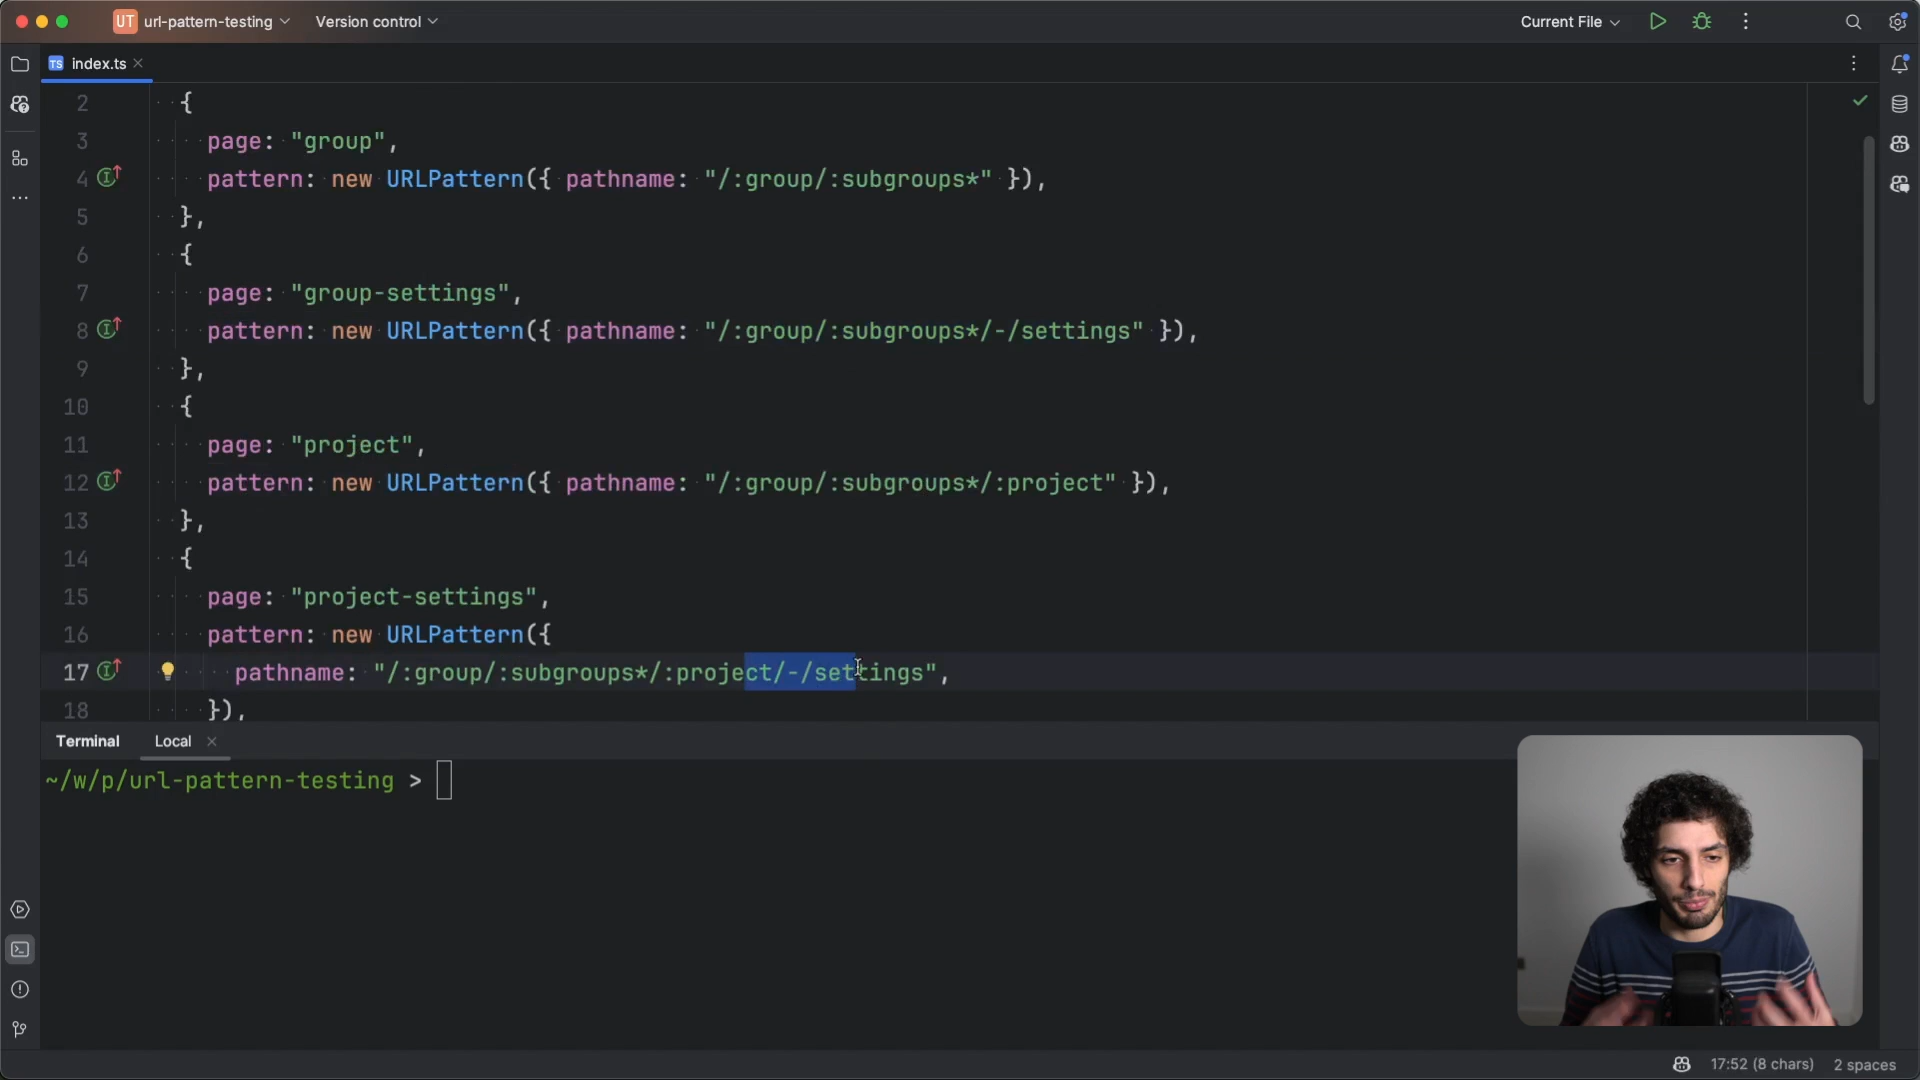 UT url-pattern-testing Version control Current File
TS index.ts
2 {
3 page: "group",
4 pattern: new URLPattern({ pathname: "/:group/:subgroups*" }),
5 },
6 {
7 page: "group-settings",
8 pattern: new URLPattern({ pathname: "/:group/:subgroups*/-/settings" }),
9 },
10 {
11 page: "project",
12 pattern: new URLPattern({ pathname: "/:group/:subgroups*/:project" }),
13 },
14 {
15 page: "project-settings",
16 pattern: new URLPattern({
17 pathname: "/:group/:subgroups*/:project/-/settings",
18 }),
Terminal Local
~/w/p/url-pattern-testing >
17:52 (8 chars) 2 spaces